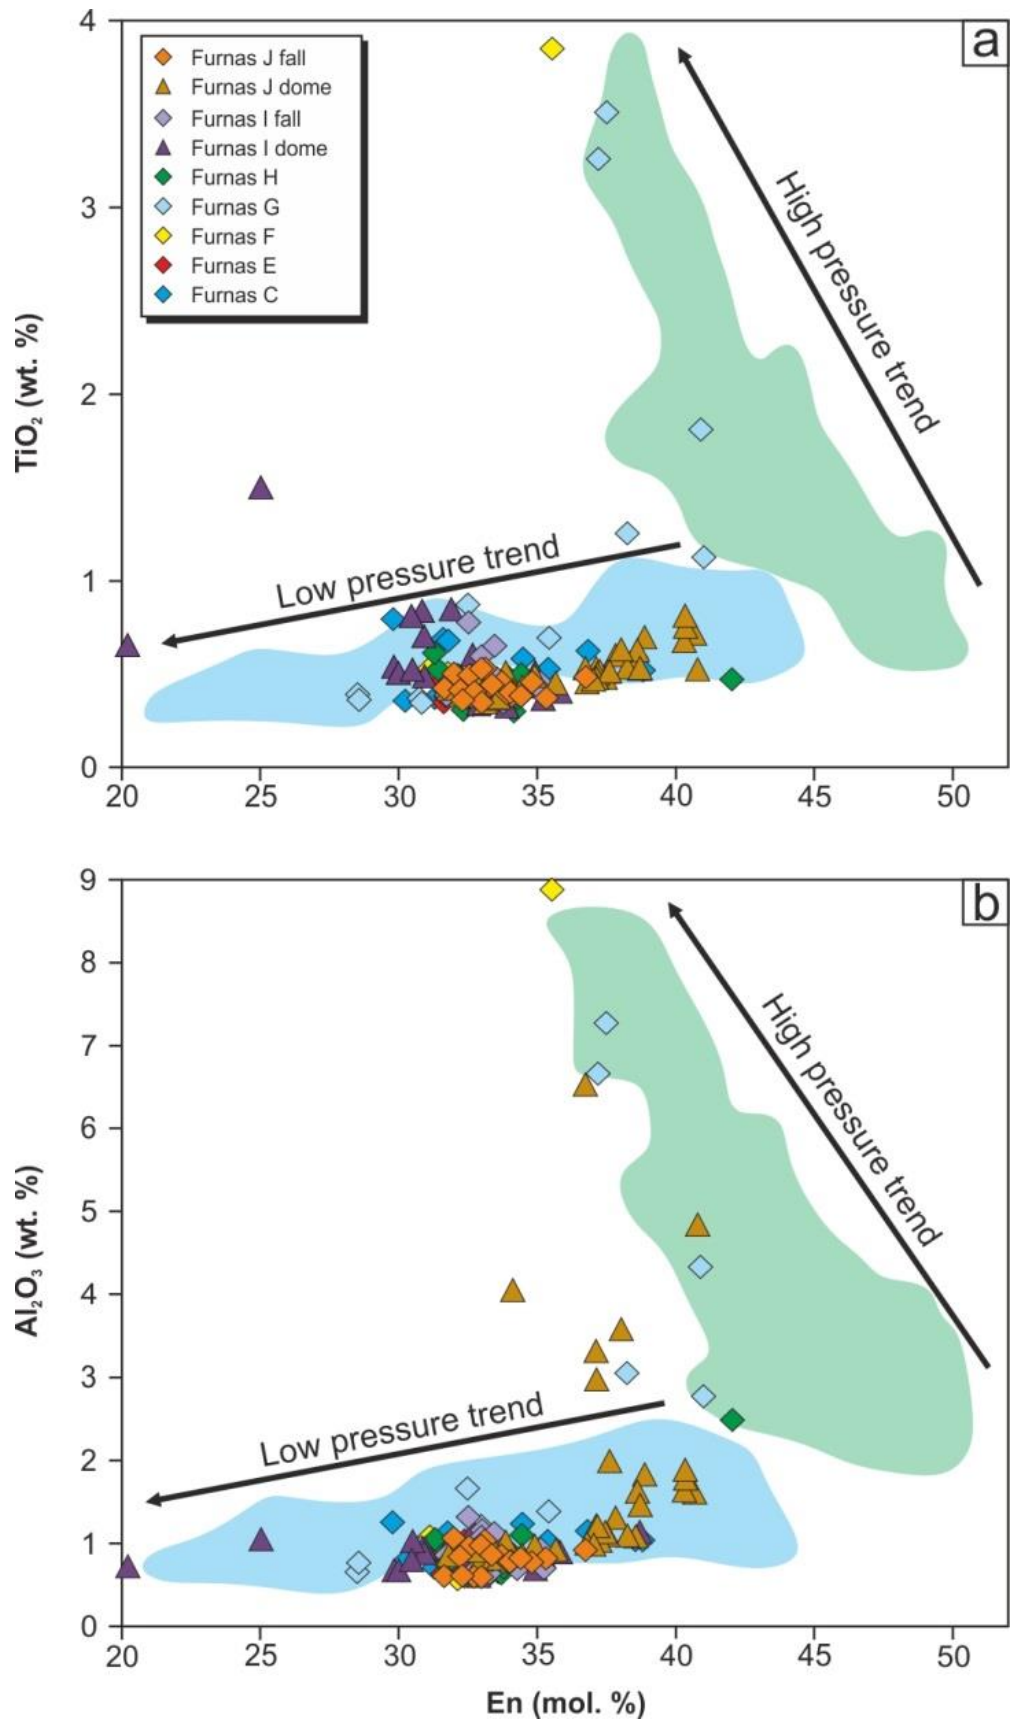 4
a
Furnas J fall
Furnas J dome
Furnas I fall
Furnas I dome
Furnas H
Furnas G
Furnas F
Furnas E
Furnas C
High pressure trend
3
TiO₂ (wt. %)
2
Low pressure trend
1
0
20 25 30 35 40 45 50
9
b
8
High pressure trend
7
6
Al₂O₃ (wt. %)
5
4
3
Low pressure trend
2
1
0
20 25 30 35 40 45 50
En (mol. %)